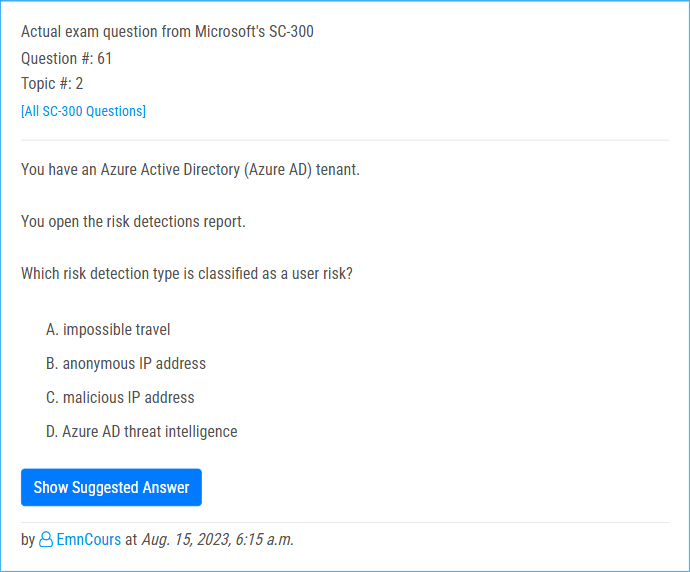 Actual exam question from Microsoft's SC-300
Question #: 61
Topic #: 2
[All SC-300 Questions]
You have an Azure Active Directory (Azure AD) tenant.
You open the risk detections report.
Which risk detection type is classified as a user risk?
A. impossible travel
B. anonymous IP address
C. malicious IP address
D. Azure AD threat intelligence
Show Suggested Answer
by EmnCours at Aug. 15, 2023, 6:15 a.m.